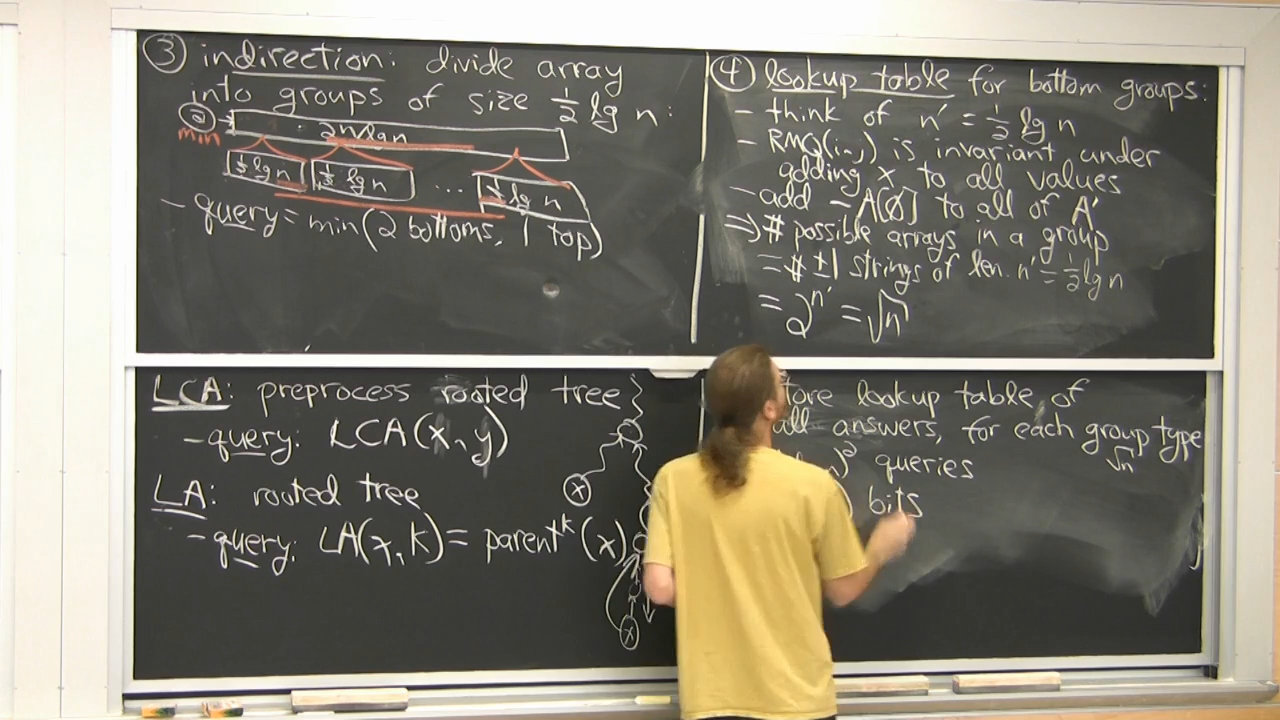 ③ indirection: divide array
into groups of size ½ lg n:
② →
min
2n/lg n
½ lg n ½ lg n ... ½ lg n
- query = min(2 bottoms, 1 top)
④ lookup table for bottom groups:
- think of n' = ½ lg n
- RMQ(i,j) is invariant under
adding x to all values
- add -A[0] to all of A'
⇒ # possible arrays in a group
= # ±1 strings of len. n' = ½ lg n
= 2^n' = √n
LCA: preprocess rooted tree
- query: LCA(x,y)
LA: rooted tree
- query: LA(x,k) = parent^k(x)
x
x
lookup table of
all answers, for each group type
√n
)² queries
) bits